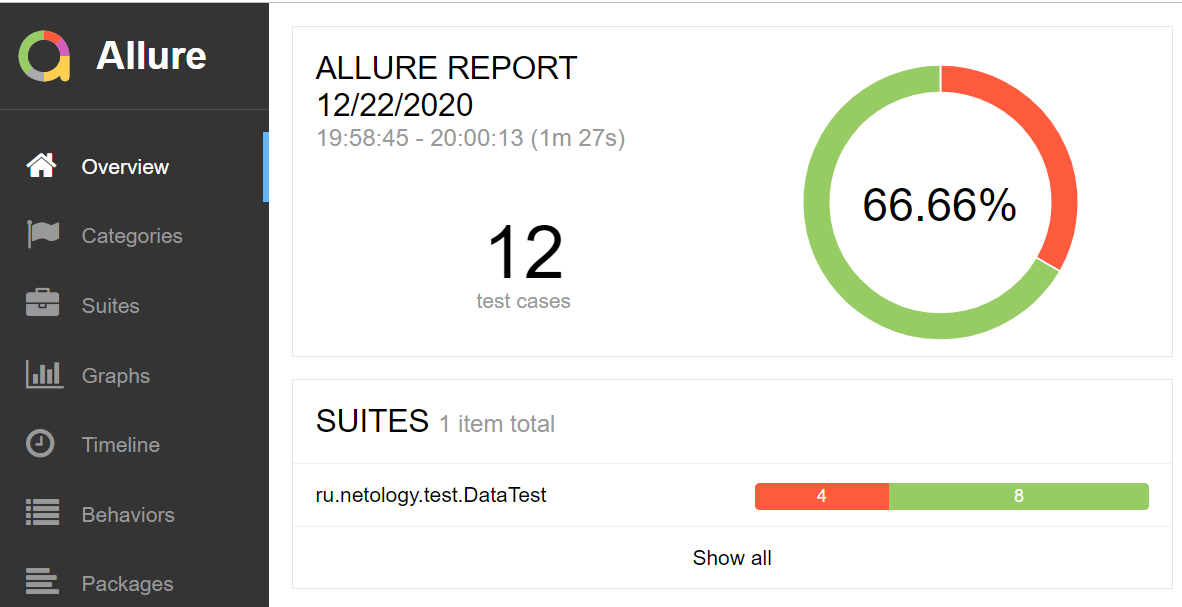 Allure
Overview
Categories
Suites
Graphs
Timeline
Behaviors
Packages
ALLURE REPORT
12/22/2020
19:58:45 - 20:00:13 (1m 27s)
12
test cases
66.66%
SUITES 1 item total
ru.netology.test.DataTest 4 8
Show all